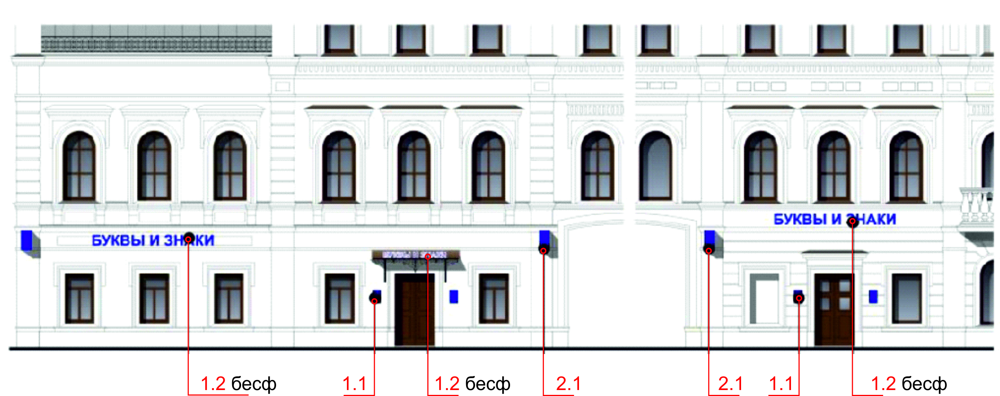 БУКВЫ И ЗНАКИ
БУКВЫ И ЗНАКИ
1.2 бесф
1.1
1.2 бесф
2.1
2.1
1.1
1.2 бесф